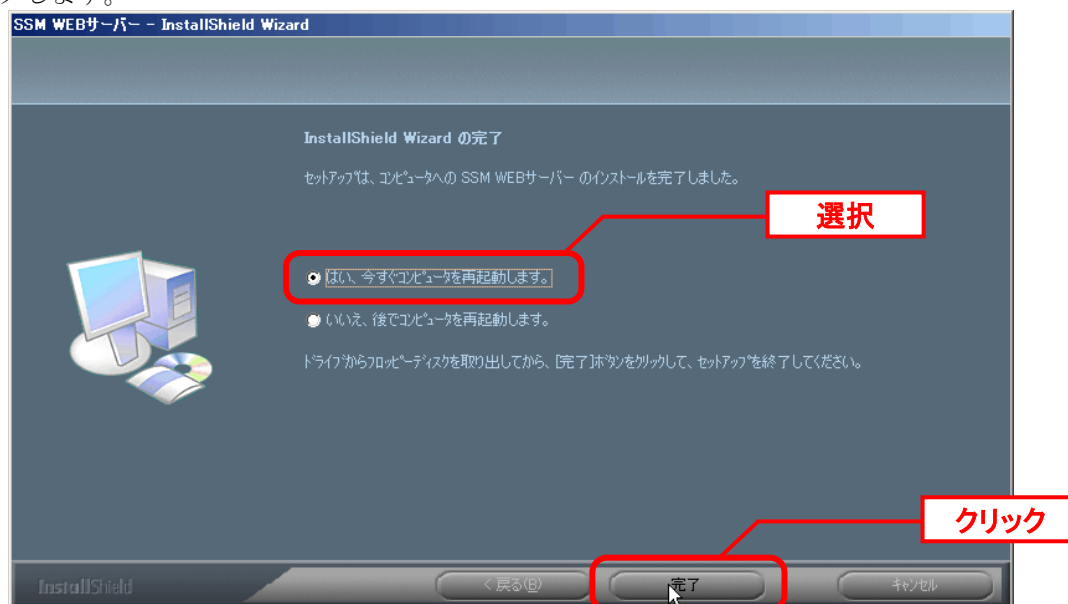 クします。
SSM WEBサーバー - InstallShield Wizard
InstallShield Wizard の完了
セットアップは、コンピュータへの SSM WEBサーバー のインストールを完了しました。
選択
はい、今すぐコンピュータを再起動します。
いいえ、後でコンピュータを再起動します。
ドライブからフロッピーディスクを取り出してから、[完了]ボタンをクリックして、セットアップを終了してください。
クリック
InstallShield
< 戻る(B)
完了
キャンセル